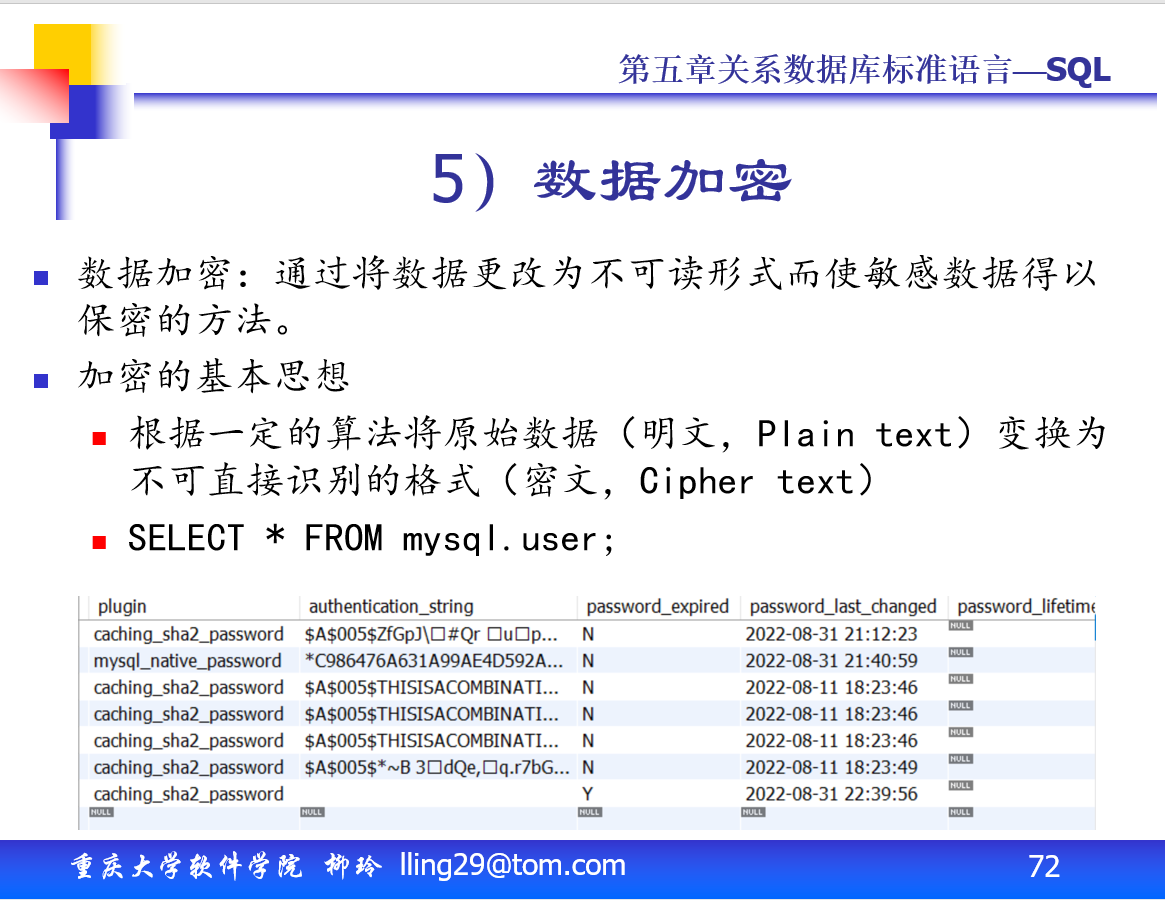 第五章关系数据库标准语言—SQL
5）数据加密
数据加密：通过将数据更改为不可读形式而使敏感数据得以
保密的方法。
加密的基本思想
根据一定的算法将原始数据（明文，Plain text）变换为
不可直接识别的格式（密文，Cipher text）
SELECT * FROM mysql.user;
plugin authentication_string password_expired password_last_changed password_lifetime
caching_sha2_password $A$005$ZfGpJ\□#Qr □u□p... N 2022-08-31 21:12:23 NULL
mysql_native_password *C986476A631A99AE4D592A... N 2022-08-31 21:40:59 NULL
caching_sha2_password $A$005$THISISACOMBINATI... N 2022-08-11 18:23:46 NULL
caching_sha2_password $A$005$THISISACOMBINATI... N 2022-08-11 18:23:46 NULL
caching_sha2_password $A$005$THISISACOMBINATI... N 2022-08-11 18:23:46 NULL
caching_sha2_password $A$005$*~B 3□dQe,□q.r7bG... N 2022-08-11 18:23:49 NULL
caching_sha2_password Y 2022-08-31 22:39:56 NULL
NULL NULL NULL NULL NULL
重庆大学软件学院 柳玲 lling29@tom.com 72